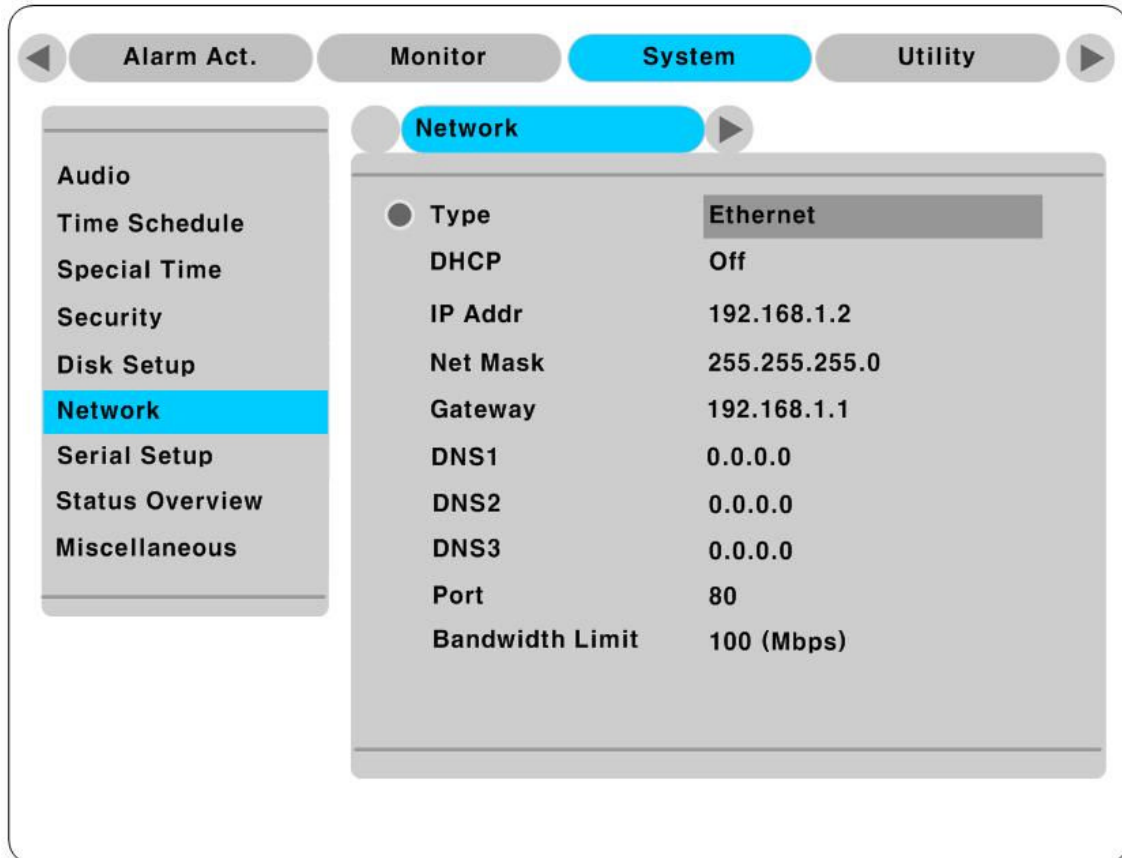 Alarm Act. Monitor System Utility
Audio
Time Schedule
Special Time
Security
Disk Setup
Network
Serial Setup
Status Overview
Miscellaneous
Network
Type Ethernet
DHCP Off
IP Addr 192.168.1.2
Net Mask 255.255.255.0
Gateway 192.168.1.1
DNS1 0.0.0.0
DNS2 0.0.0.0
DNS3 0.0.0.0
Port 80
Bandwidth Limit 100 (Mbps)